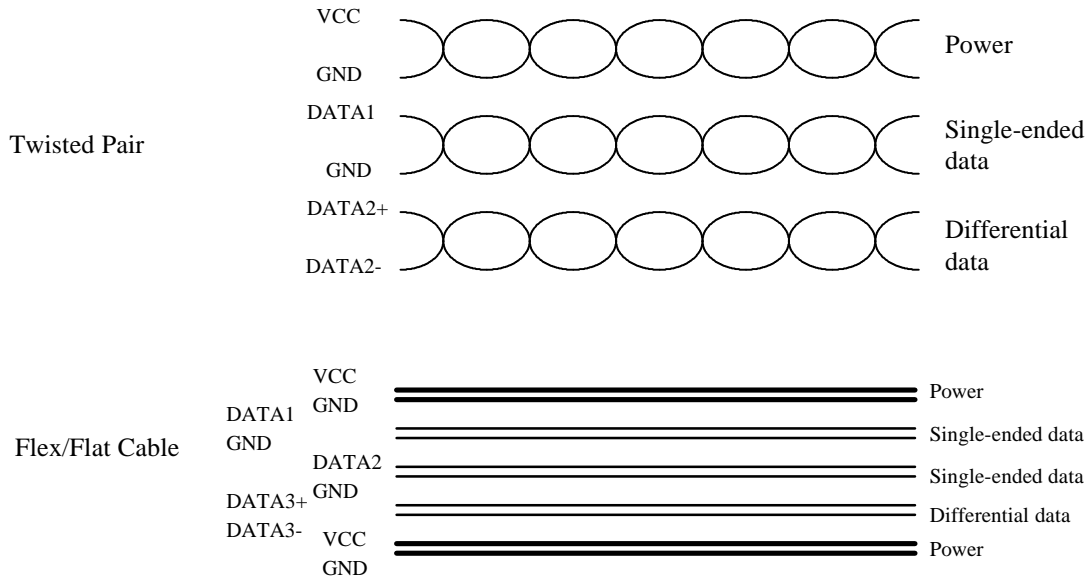 VCC
GND
Power
Twisted Pair
DATA1
GND
Single-ended
data
DATA2+
DATA2-
Differential
data
Flex/Flat Cable
VCC
GND
Power
DATA1
GND
Single-ended data
DATA2
GND
Single-ended data
DATA3+
DATA3-
Differential data
VCC
GND
Power